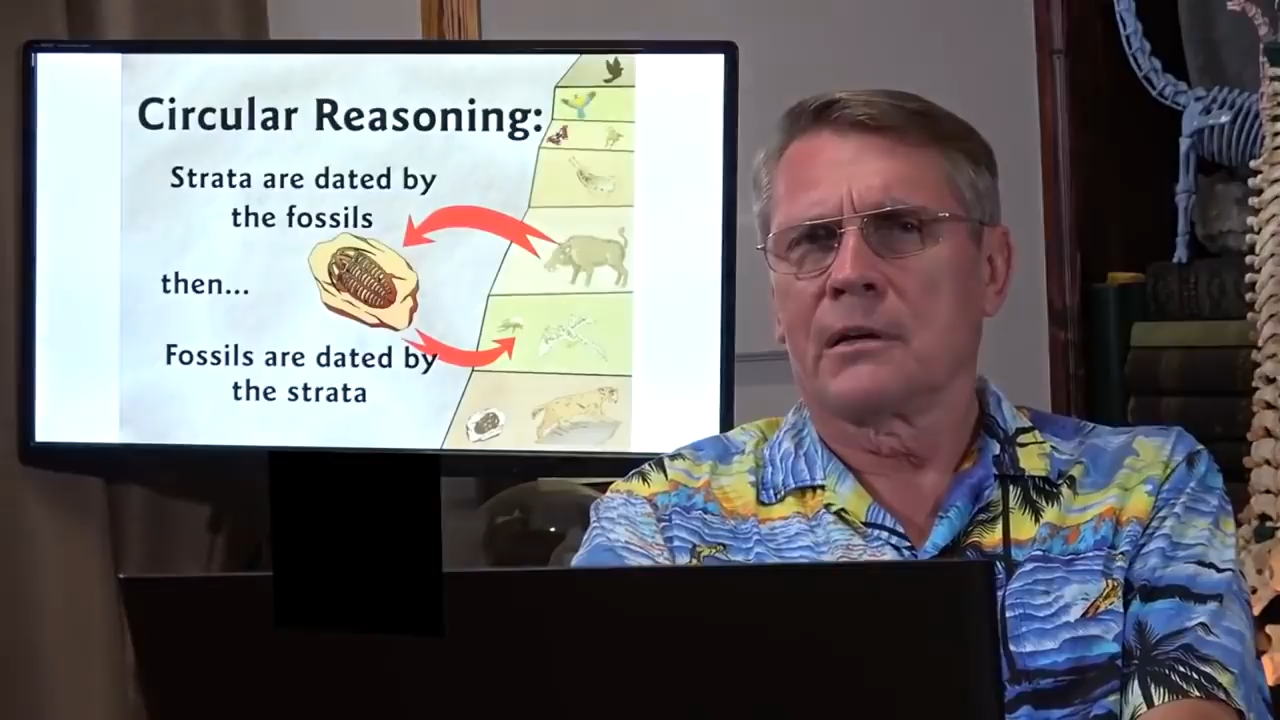 Circular Reasoning:
Strata are dated by
the fossils
then...
Fossils are dated by
the strata